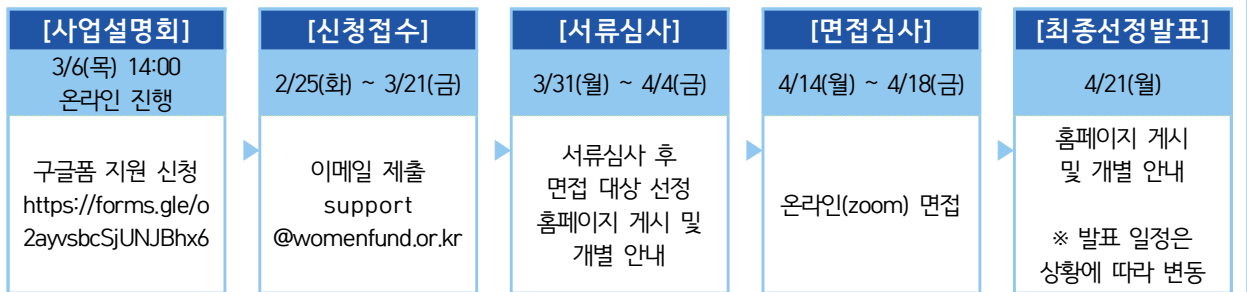 [사업설명회]
3/6(목) 14:00
온라인 진행
구글폼 지원 신청
https://forms.gle/o
2ayvsbcSjUNJBhx6
[신청접수]
2/25(화) ~ 3/21(금)
이메일 제출
support
@womenfund.or.kr
[서류심사]
3/31(월) ~ 4/4(금)
서류심사 후
면접 대상 선정
홈페이지 게시 및
개별 안내
[면접심사]
4/14(월) ~ 4/18(금)
온라인(zoom) 면접
[최종선정발표]
4/21(월)
홈페이지 게시
및 개별 안내
※ 발표 일정은
상황에 따라 변동